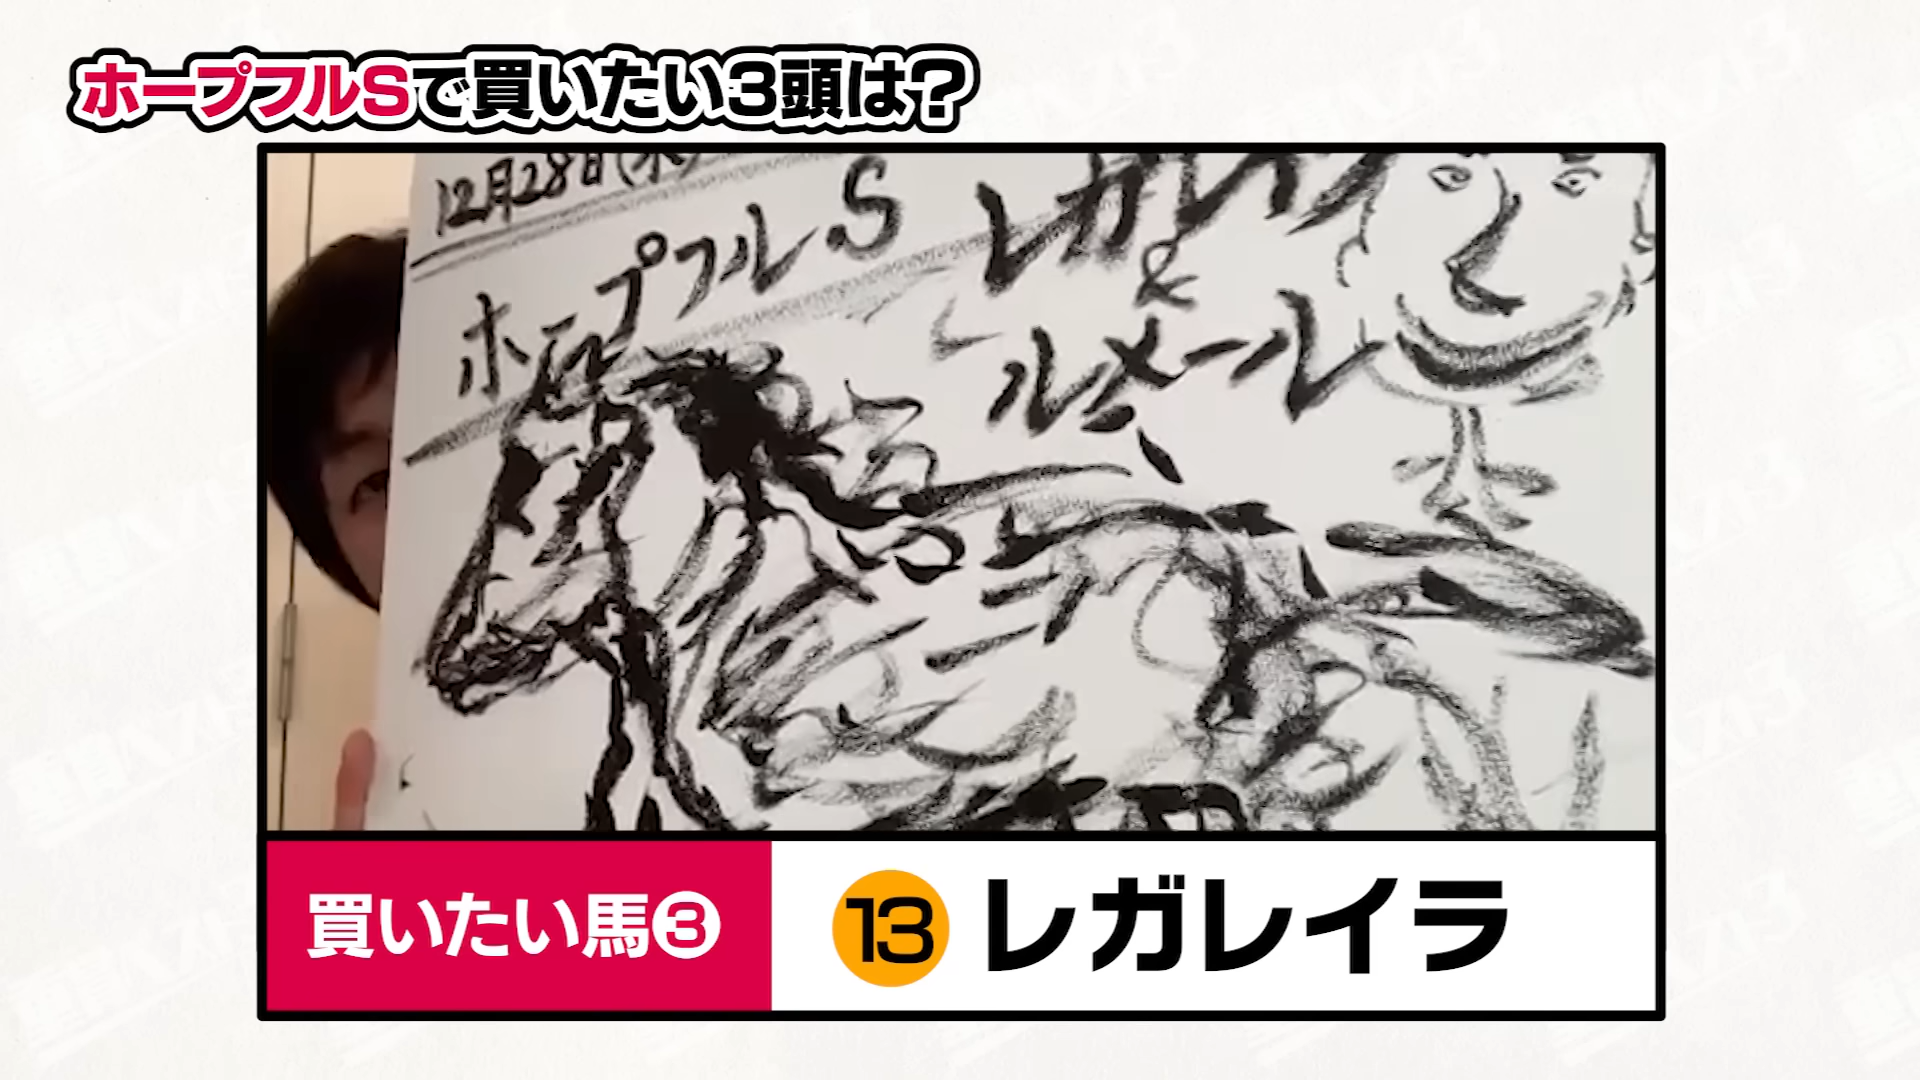 ホープフルSで買いたい3頭は?
12月28日(木)
ホープフルS
レガレイラ
&
ルメール
買いたい馬❸
13 レガレイラ